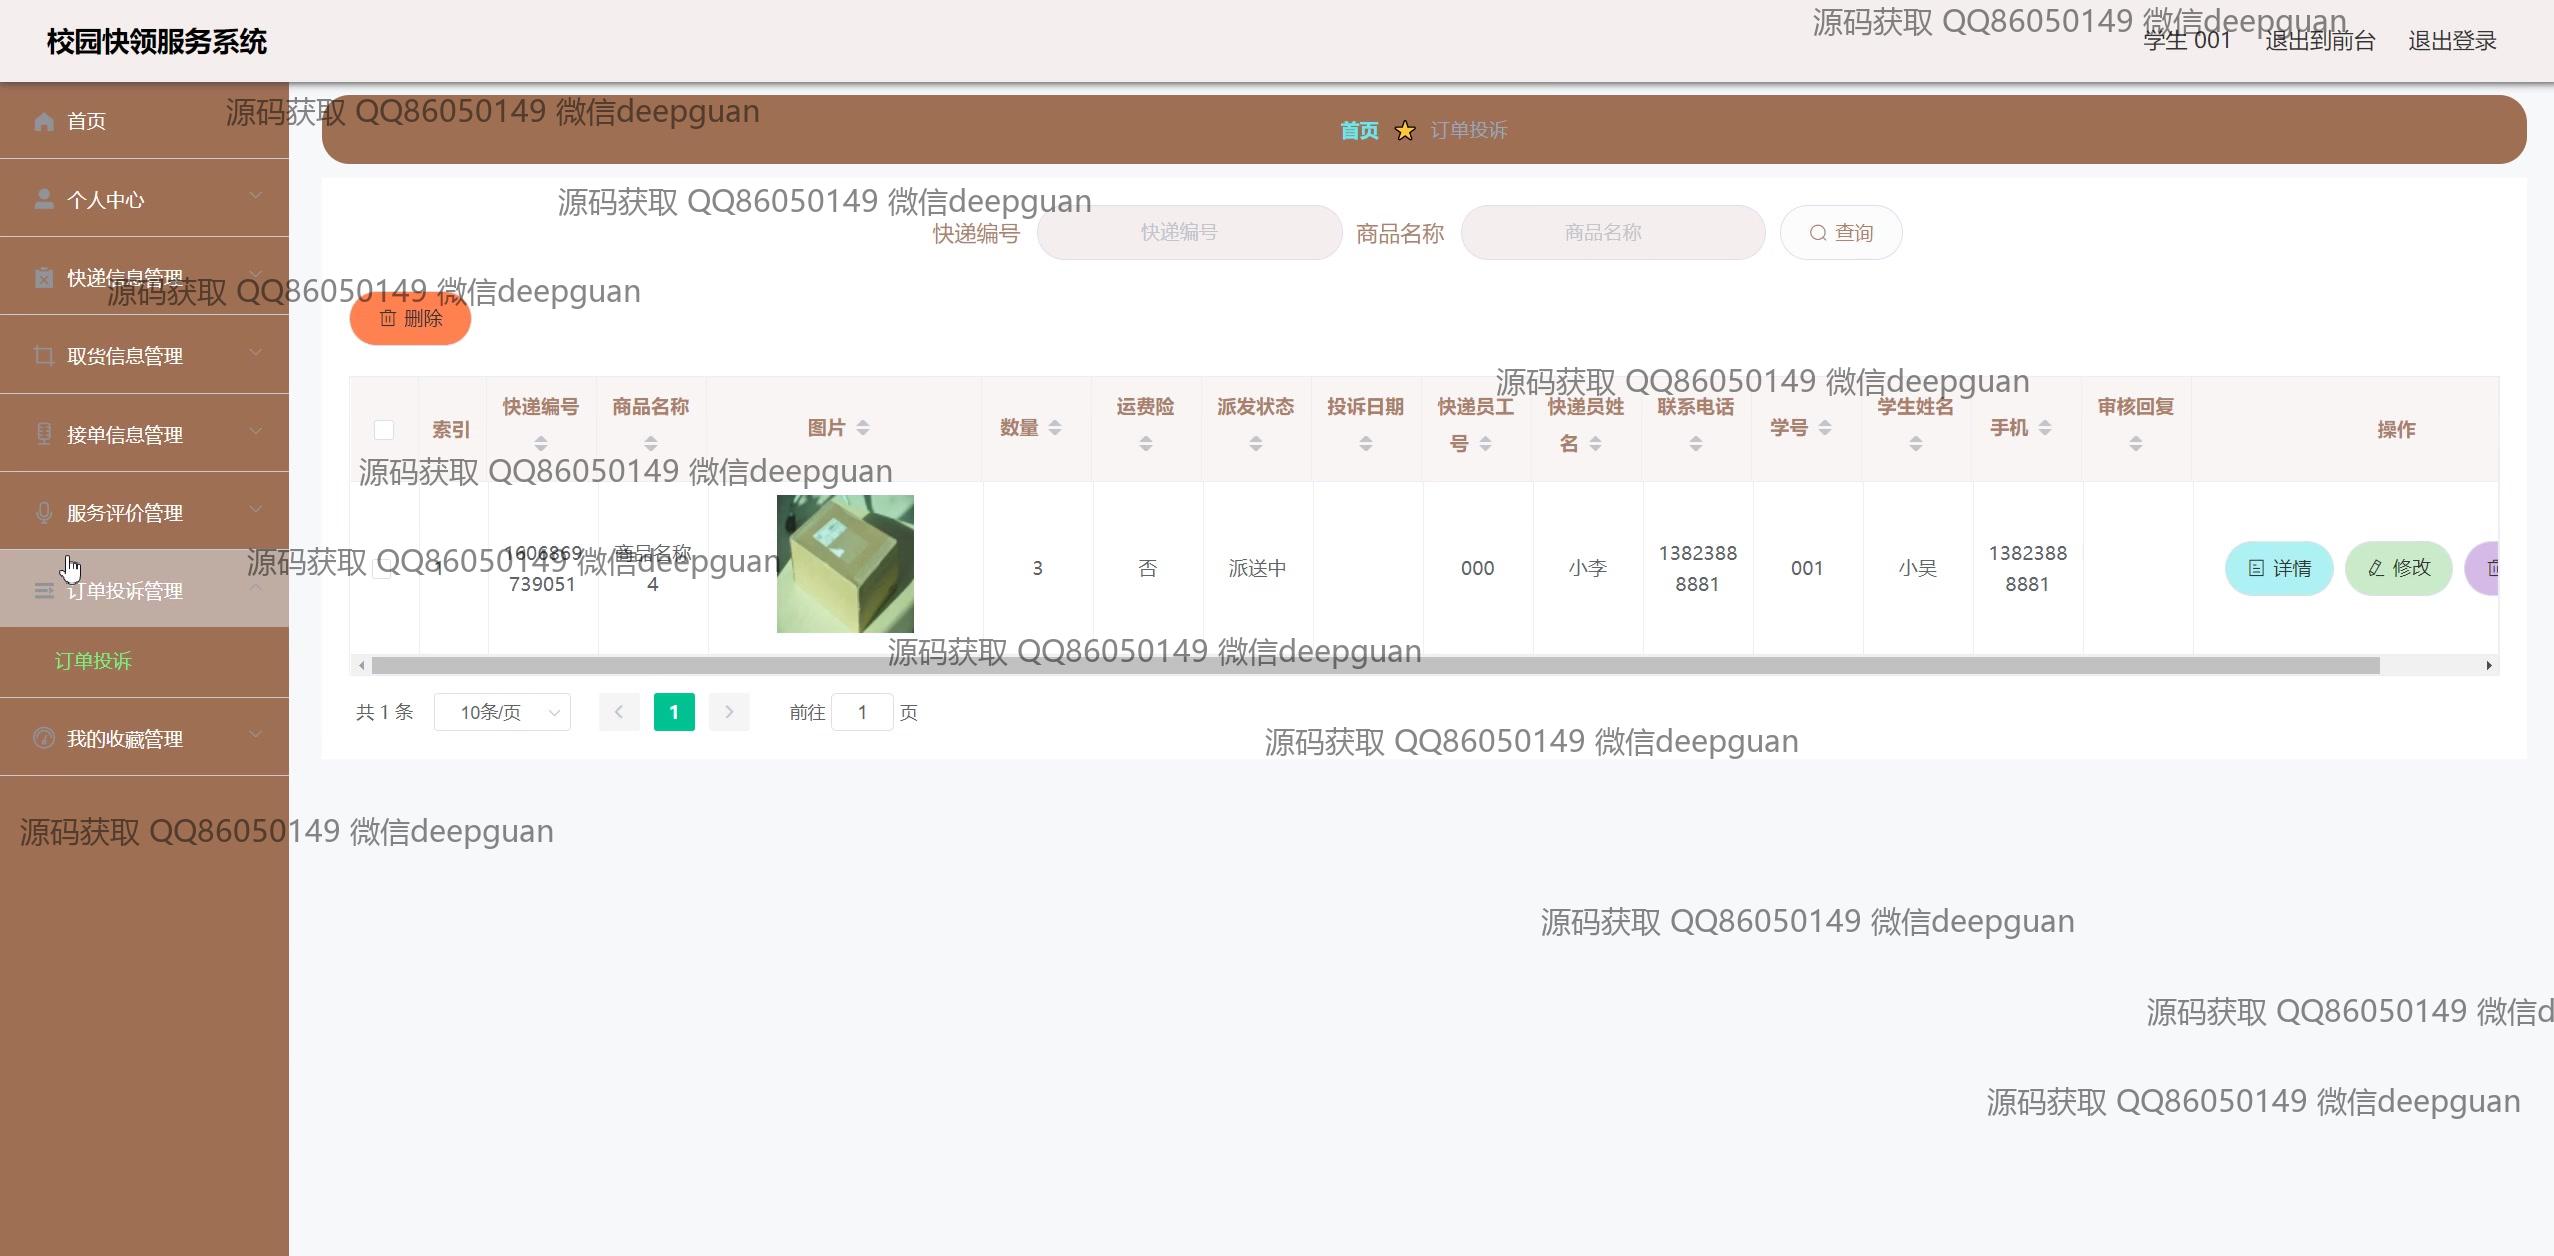 校园快领服务系统
源码获取 QQ86050149 微信deepguan
学生 001 退出到前台 退出登录
首页
源码获取 QQ86050149 微信deepguan
首页 订单投诉
个人中心
源码获取 QQ86050149 微信deepguan
快递编号 快递编号 商品名称 商品名称 查询
快递信息管理
源码获取 QQ86050149 微信deepguan
删除
取货信息管理
源码获取 QQ86050149 微信deepguan
索引 快递编号 商品名称 图片 数量 运费险 派发状态 投诉日期 快递员工号 快递员姓名 联系电话 学号 学生姓名 手机 审核回复 操作
接单信息管理
源码获取 QQ86050149 微信deepguan
服务评价管理
源码获取 QQ86050149 微信deepguan
1 1606869 商品名称 3 否 派送中 000 小李 1382388 001 小吴 1382388 详情 修改
739051 4 8881 8881
订单投诉管理
源码获取 QQ86050149 微信deepguan
订单投诉
共 1 条 10条/页 1 前往 1 页
我的收藏管理
源码获取 QQ86050149 微信deepguan
源码获取 QQ86050149 微信deepguan
源码获取 QQ86050149 微信deepguan
源码获取 QQ86050149 微信d
源码获取 QQ86050149 微信deepguan